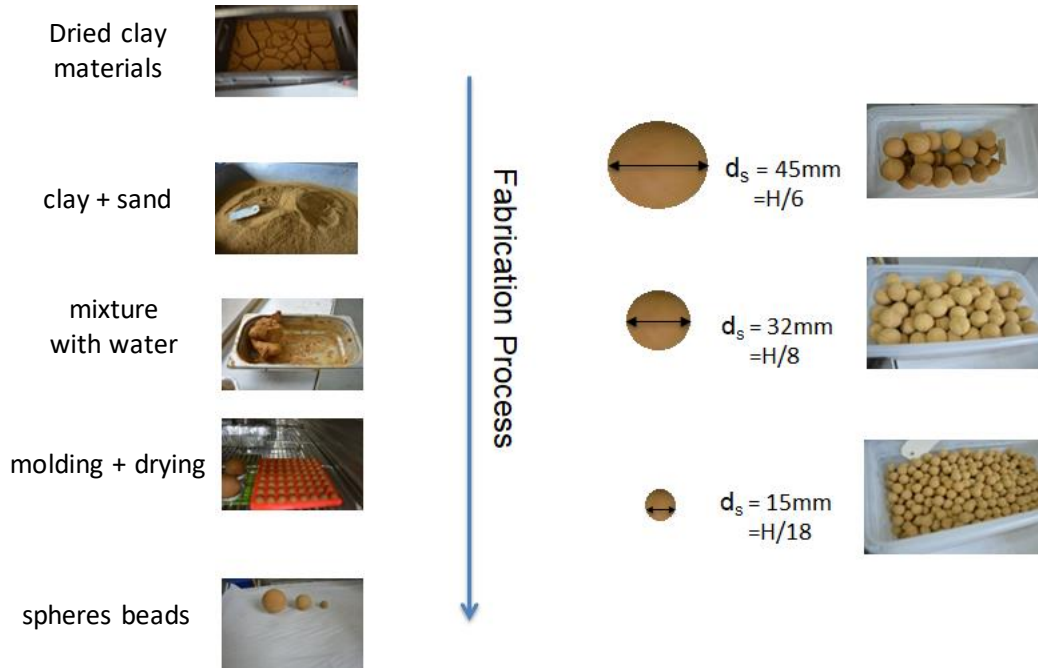 Dried clay
materials
clay + sand
mixture
with water
molding + drying
spheres beads
Fabrication Process
dₛ = 45mm
=H/6
dₛ = 32mm
=H/8
dₛ = 15mm
=H/18